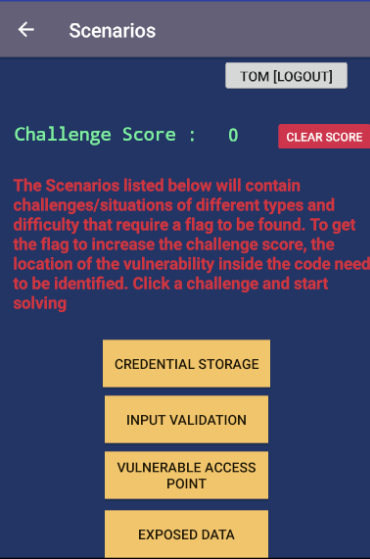 Scenarios
TOM [LOGOUT]
Challenge Score : 0 CLEAR SCORE
The Scenarios listed below will contain
challenges/situations of different types and
difficulty that require a flag to be found. To get
the flag to increase the challenge score, the
location of the vulnerability inside the code need
to be identified. Click a challenge and start
solving
CREDENTIAL STORAGE
INPUT VALIDATION
VULNERABLE ACCESS
POINT
EXPOSED DATA